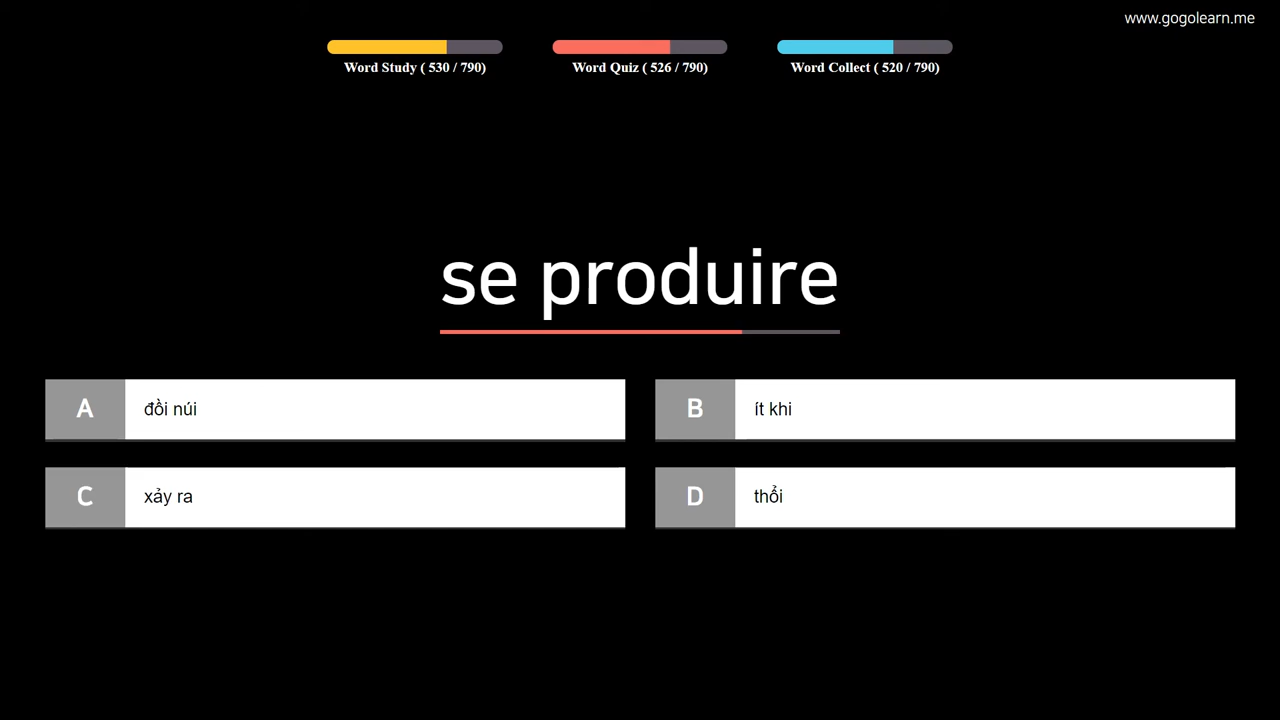 www.gogolearn.me
Word Study ( 530 / 790)
Word Quiz ( 526 / 790)
Word Collect ( 520 / 790)
se produire
A đồi núi
B ít khi
C xảy ra
D thổi